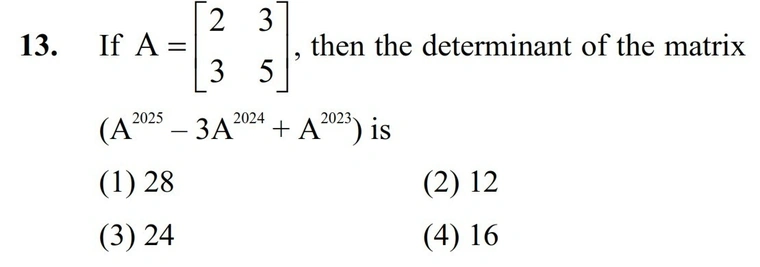 13. If A = [2 3
3 5], then the determinant of the matrix
(A^2025 – 3A^2024 + A^2023) is
(1) 28 (2) 12
(3) 24 (4) 16